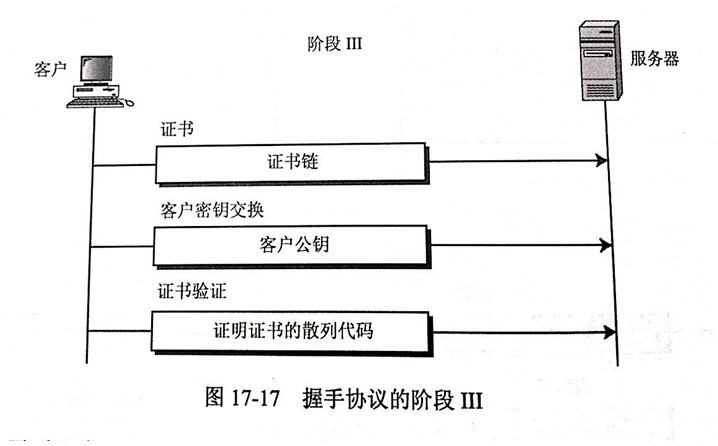 阶段 III
客户
服务器
证书
证书链
客户密钥交换
客户公钥
证书验证
证明证书的散列代码
图 17-17 握手协议的阶段 III